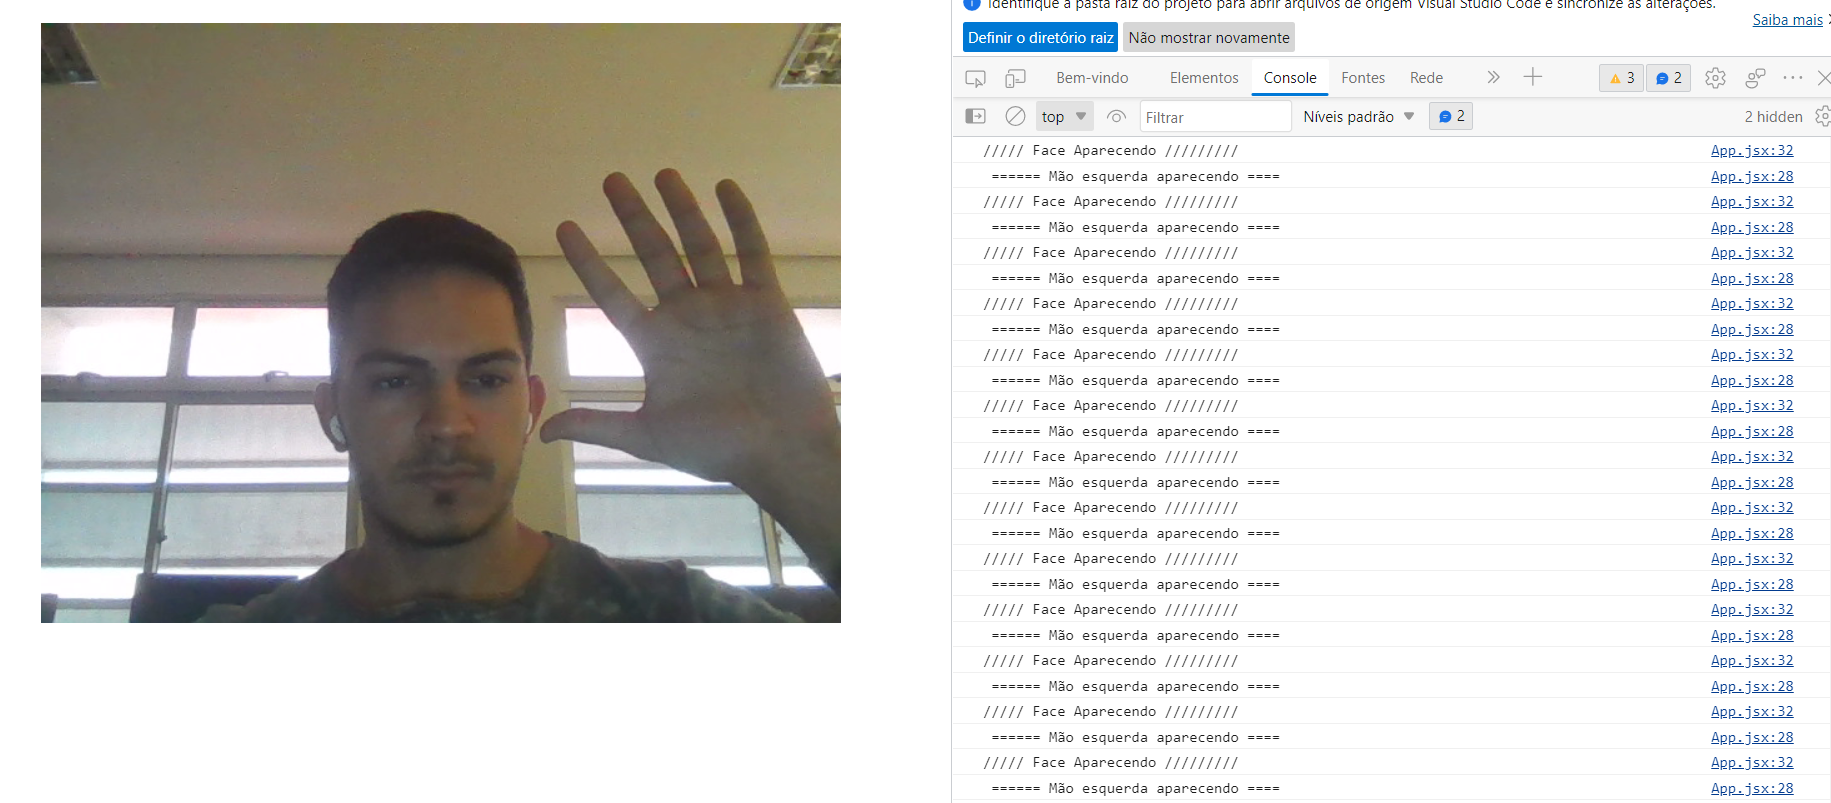 Identifique a pasta raiz do projeto para abrir arquivos de origem Visual Studio Code e sincronize as alterações.
Saiba mais
Definir o diretório raiz Não mostrar novamente
Bem-vindo Elementos Console Fontes Rede 3 2
top Filtrar Níveis padrão 2 2 hidden
///// Face Aparecendo ///////// App.jsx:32
====== Mão esquerda aparecendo ==== App.jsx:28
///// Face Aparecendo ///////// App.jsx:32
====== Mão esquerda aparecendo ==== App.jsx:28
///// Face Aparecendo ///////// App.jsx:32
====== Mão esquerda aparecendo ==== App.jsx:28
///// Face Aparecendo ///////// App.jsx:32
====== Mão esquerda aparecendo ==== App.jsx:28
///// Face Aparecendo ///////// App.jsx:32
====== Mão esquerda aparecendo ==== App.jsx:28
///// Face Aparecendo ///////// App.jsx:32
====== Mão esquerda aparecendo ==== App.jsx:28
///// Face Aparecendo ///////// App.jsx:32
====== Mão esquerda aparecendo ==== App.jsx:28
///// Face Aparecendo ///////// App.jsx:32
====== Mão esquerda aparecendo ==== App.jsx:28
///// Face Aparecendo ///////// App.jsx:32
====== Mão esquerda aparecendo ==== App.jsx:28
///// Face Aparecendo ///////// App.jsx:32
====== Mão esquerda aparecendo ==== App.jsx:28
///// Face Aparecendo ///////// App.jsx:32
====== Mão esquerda aparecendo ==== App.jsx:28
///// Face Aparecendo ///////// App.jsx:32
====== Mão esquerda aparecendo ==== App.jsx:28
///// Face Aparecendo ///////// App.jsx:32
====== Mão esquerda aparecendo ==== App.jsx:28